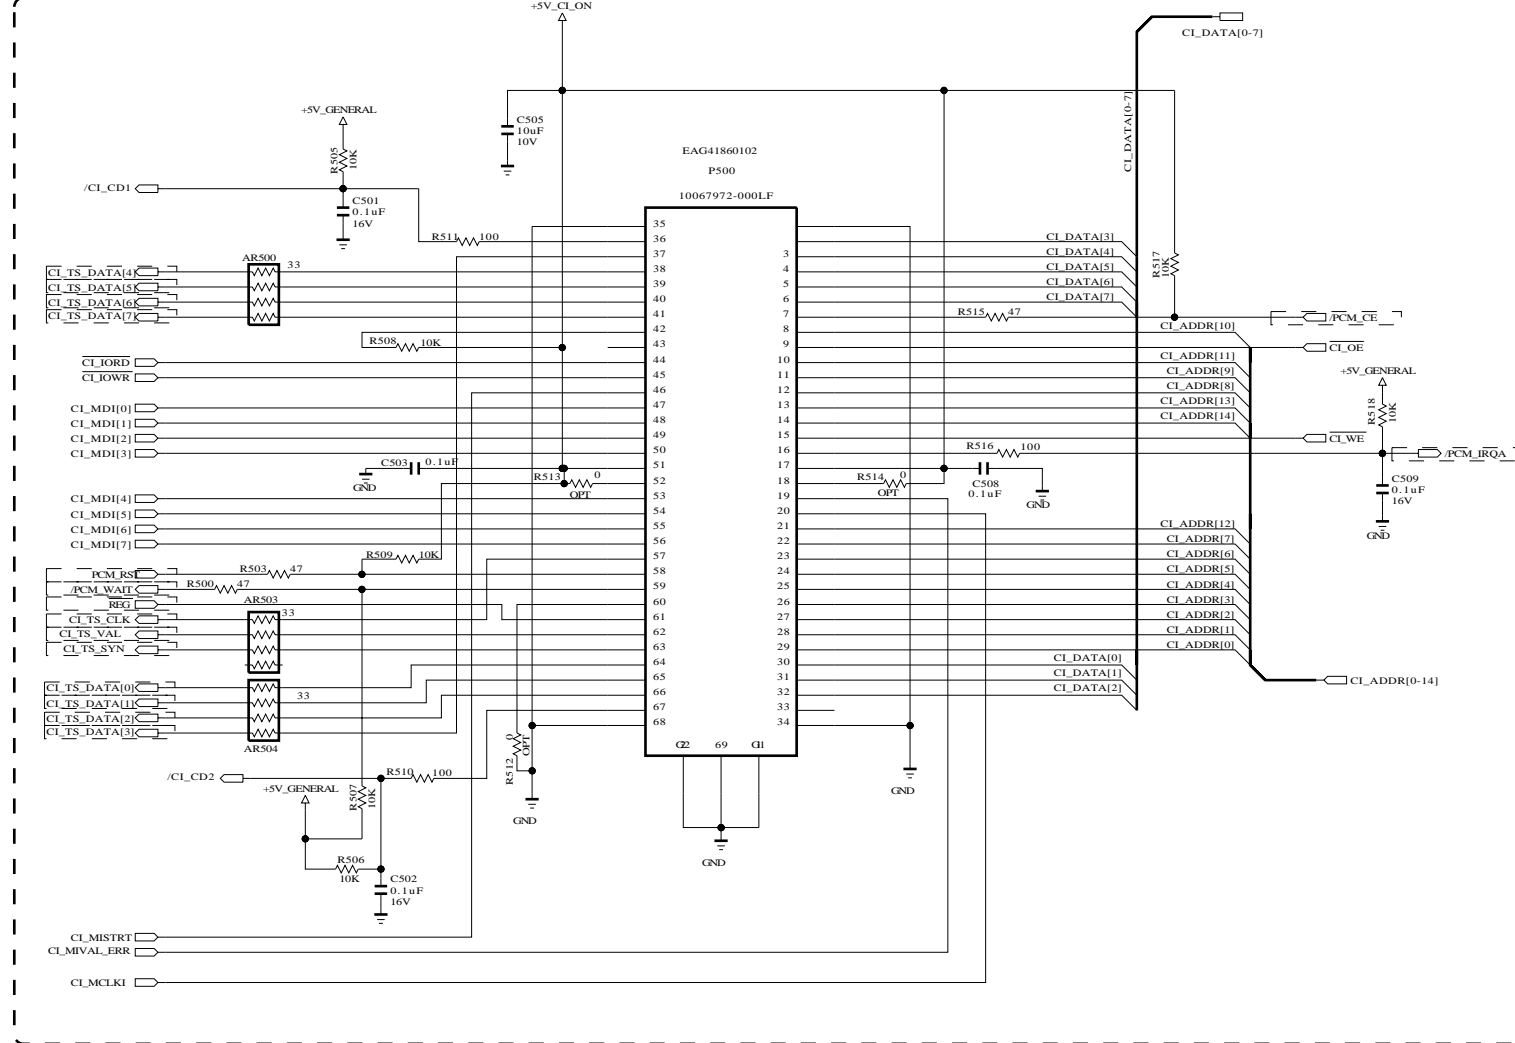 +5V_CI_ON
CI_DATA[0-7]
CI_DATA[0-7]
+5V_GENERAL
R505
10K
C505
10uF
10V
EAG41860102
P500
10067972-000LF
/CI_CD1
C501
0.1uF
16V
R511 100
35
36 CI_DATA[3]
37 3 CI_DATA[4]
38 4 CI_DATA[5]
39 5 CI_DATA[6]
40 6 CI_DATA[7]
41 7
42 8 CI_ADDR[10]
43 9
44 10 CI_ADDR[11]
45 11 CI_ADDR[9]
46 12 CI_ADDR[8]
47 13 CI_ADDR[13]
48 14 CI_ADDR[14]
49 15
50 16
51 17
52 18
53 19
54 20
55 21 CI_ADDR[12]
56 22 CI_ADDR[7]
57 23 CI_ADDR[6]
58 24 CI_ADDR[5]
59 25 CI_ADDR[4]
60 26 CI_ADDR[3]
61 27 CI_ADDR[2]
62 28 CI_ADDR[1]
63 29 CI_ADDR[0]
64 30 CI_DATA[0]
65 31 CI_DATA[1]
66 32 CI_DATA[2]
67 33
68 34
G2 69 G1
AR500
33
CI_TS_DATA[4]
CI_TS_DATA[5]
CI_TS_DATA[6]
CI_TS_DATA[7]
R508 10K
CI_IORD
CI_IOWR
CI_MDI[0]
CI_MDI[1]
CI_MDI[2]
CI_MDI[3]
C503 0.1uF
GND
R513 0
OPT
CI_MDI[4]
CI_MDI[5]
CI_MDI[6]
CI_MDI[7]
R509 10K
PCM_RST
R503 47
/PCM_WAIT
R500 47
REG
AR503
33
CI_TS_CLK
CI_TS_VAL
CI_TS_SYN
CI_TS_DATA[0]
CI_TS_DATA[1]
33
CI_TS_DATA[2]
CI_TS_DATA[3]
AR504
R512
0
OPT
GND
/CI_CD2
R510 100
+5V_GENERAL
R507
10K
R506
10K
C502
0.1uF
16V
GND
GND
CI_MISTRT
CI_MIVAL_ERR
CI_MCLKI
R517
10K
R515 47
/PCM_CE
CI_OE
+5V_GENERAL
R518
10K
CI_WE
R516 100
/PCM_IRQA
R514 0
OPT
C508
0.1uF
GND
C509
0.1uF
16V
GND
CI_ADDR[0-14]